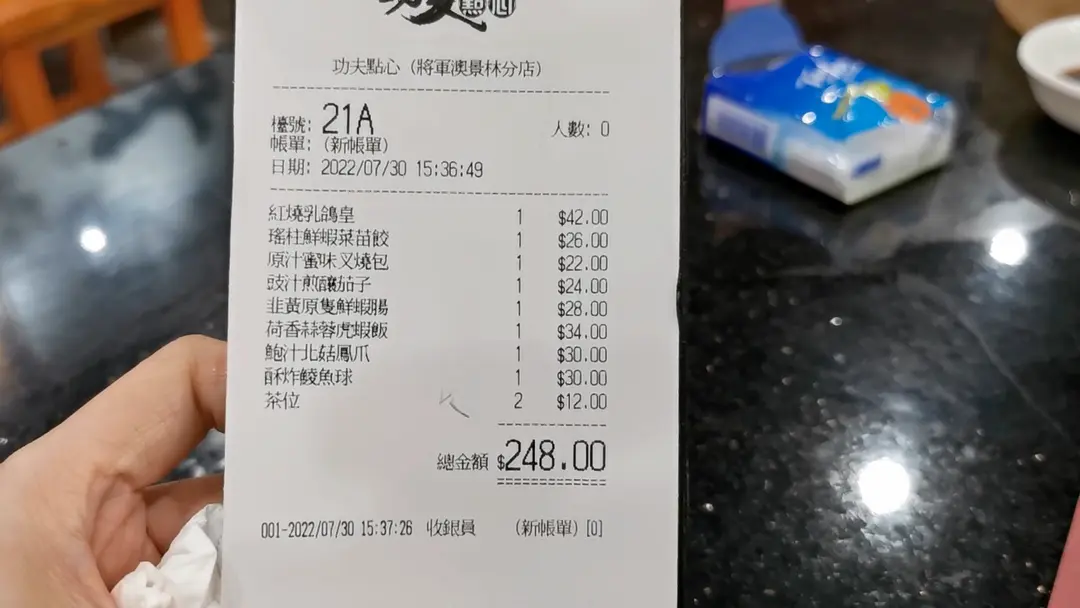 點心
功夫點心 (將軍澳景林分店)
檯號: 21A 人數: 0
帳單: (新帳單)
日期: 2022/07/30 15:36:49
紅燒乳鴿皇 1 $42.00
瑤柱鮮蝦菜苗餃 1 $26.00
原汁蜜味叉燒包 1 $22.00
豉汁煎釀茄子 1 $24.00
韭黃原隻鮮蝦腸 1 $28.00
荷香蒜蓉虎蝦飯 1 $34.00
鮑汁北菇鳳爪 1 $30.00
酥炸鯪魚球 1 $30.00
茶位 2 $12.00
總金額 $248.00
001-2022/07/30 15:37:26 收銀員 (新帳單) [0]